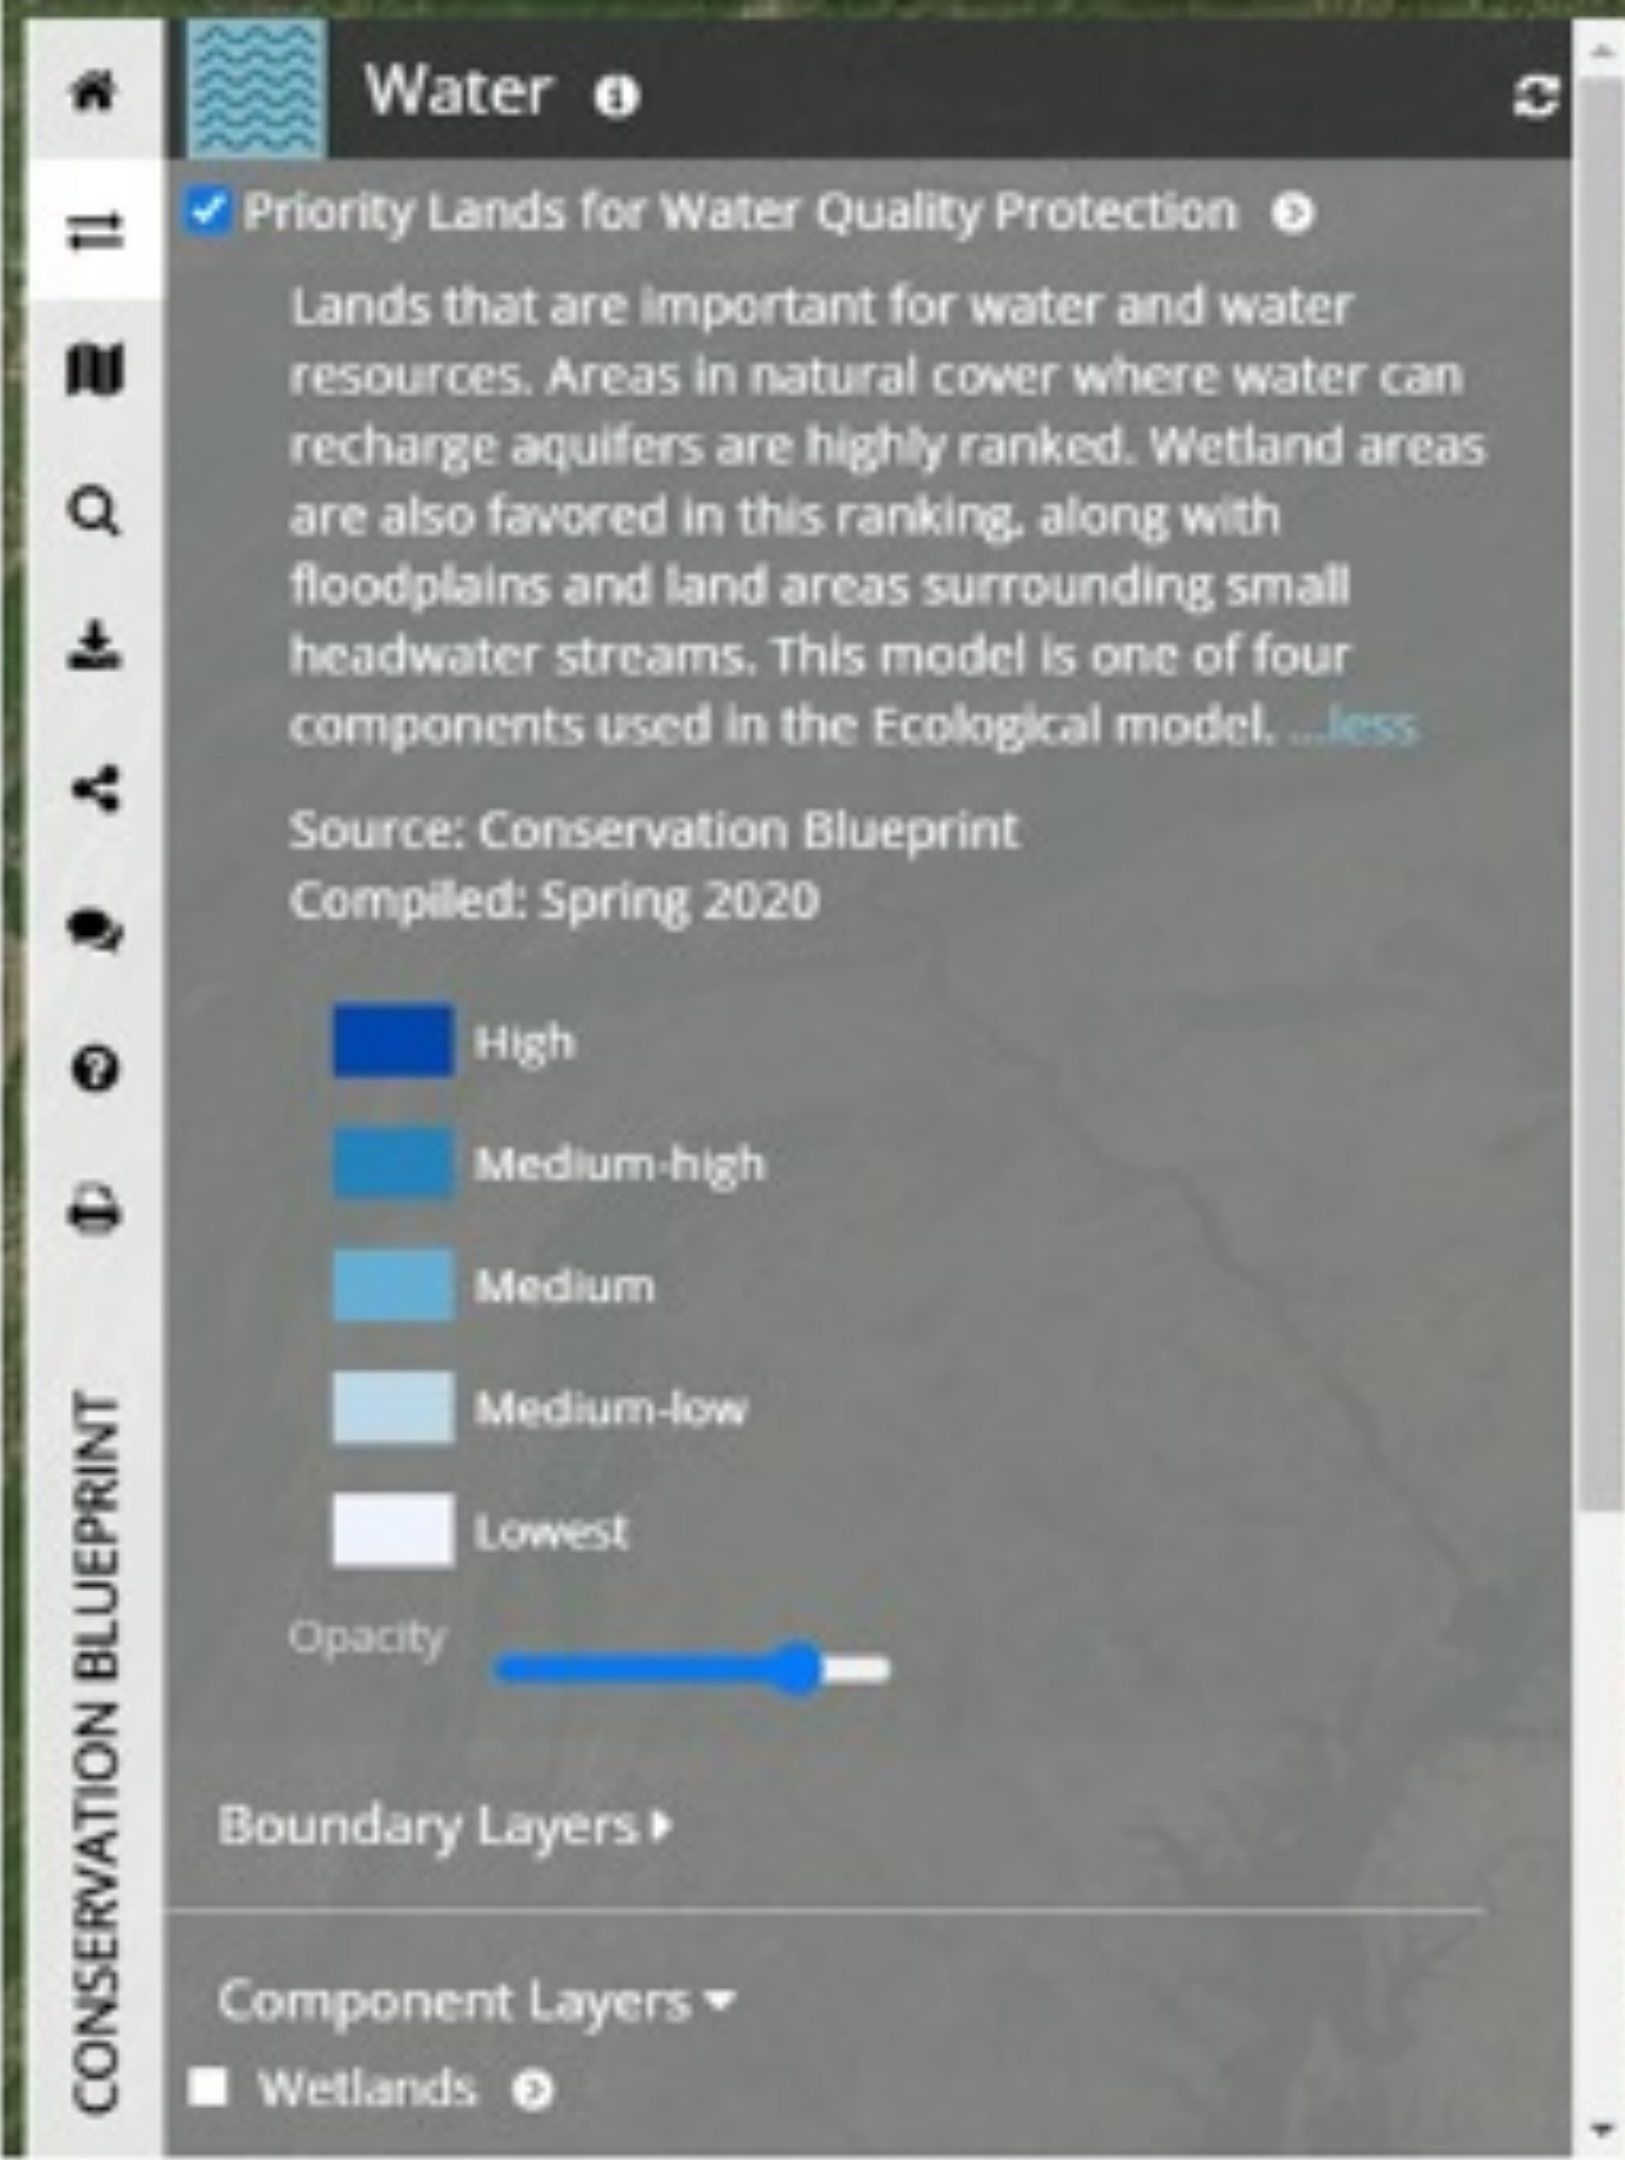 Water
Priority Lands for Water Quality Protection
Lands that are important for water and water
resources. Areas in natural cover where water can
recharge aquifers are highly ranked. Wetland areas
are also favored in this ranking, along with
floodplains and land areas surrounding small
headwater streams. This model is one of four
components used in the Ecological model. ...less
Source: Conservation Blueprint
Compiled: Spring 2020
High
Medium-high
Medium
Medium-low
Lowest
Opacity
Boundary Layers
Component Layers
Wetlands
CONSERVATION BLUEPRINT